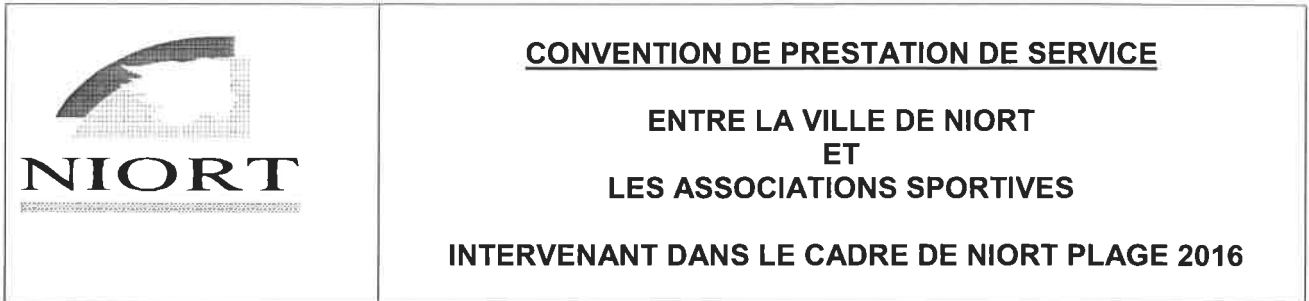 NIORT
CONVENTION DE PRESTATION DE SERVICE
ENTRE LA VILLE DE NIORT
ET
LES ASSOCIATIONS SPORTIVES
INTERVENANT DANS LE CADRE DE NIORT PLAGE 2016